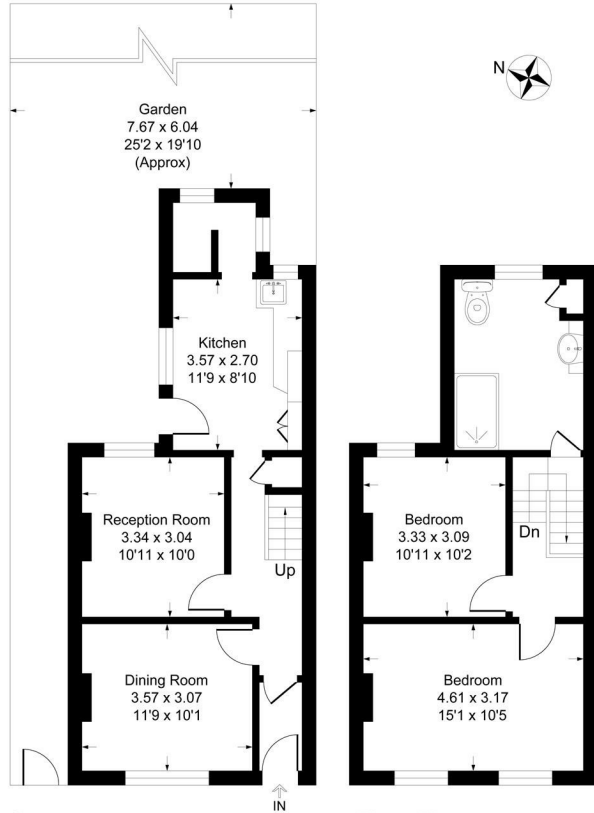 N
Garden
7.67 x 6.04
25'2 x 19'10
(Approx)
Kitchen
3.57 x 2.70
11'9 x 8'10
Reception Room
3.34 x 3.04
10'11 x 10'0
Up
Dining Room
3.57 x 3.07
11'9 x 10'1
IN
Bedroom
3.33 x 3.09
10'11 x 10'2
Dn
Bedroom
4.61 x 3.17
15'1 x 10'5